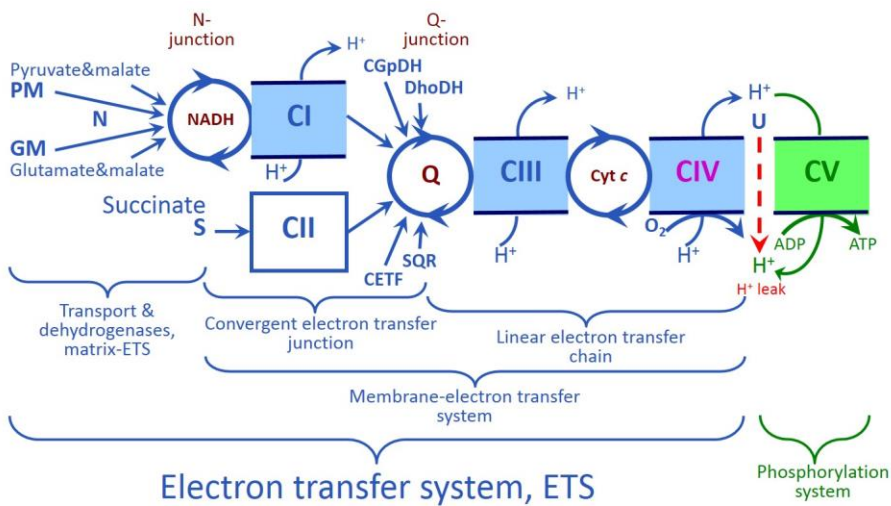 N-
junction
Q-
junction
H⁺
CGpDH
DhoDH
Pyruvate&malate
PM
N
GM
Glutamate&malate
NADH
CI
H⁺
Q
H⁺
CIII
H⁺
Cyt c
CIV
O₂
H⁺
H⁺
U
CV
ADP
ATP
H⁺
H⁺ leak
Succinate
S
CII
CETF
SQR
Transport &
dehydrogenases,
matrix-ETS
Convergent electron transfer
junction
Linear electron transfer
chain
Membrane-electron transfer
system
Electron transfer system, ETS
Phosphorylation
system